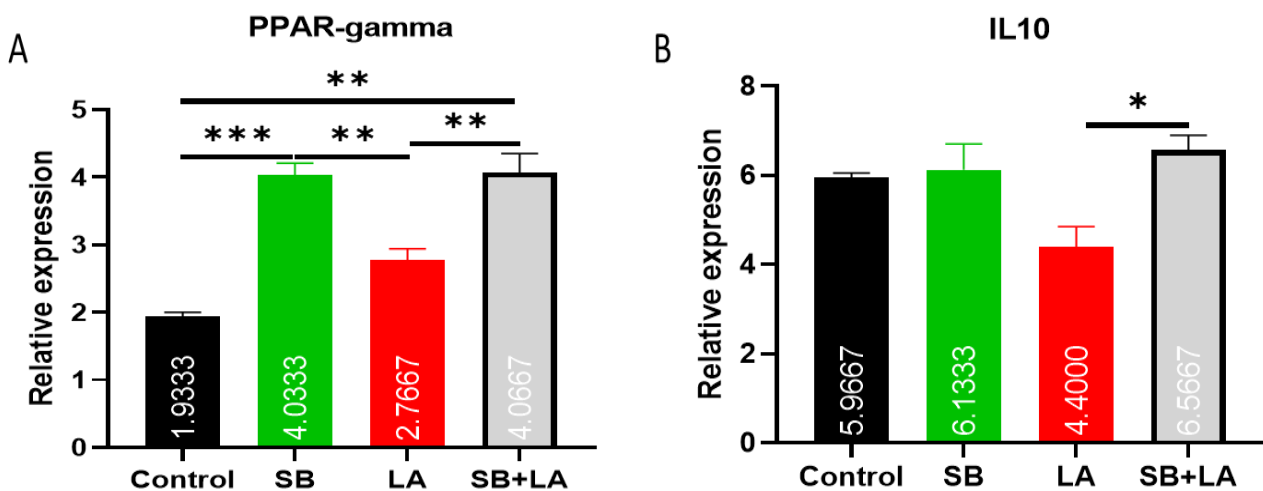 A
PPAR-gamma
**
***
**
**
Relative expression
5
4
3
2
1
0
1.9333
4.0333
2.7667
4.0667
Control
SB
LA
SB+LA
B
IL10
*
Relative expression
8
6
4
2
0
5.9667
6.1333
4.4000
6.5667
Control
SB
LA
SB+LA